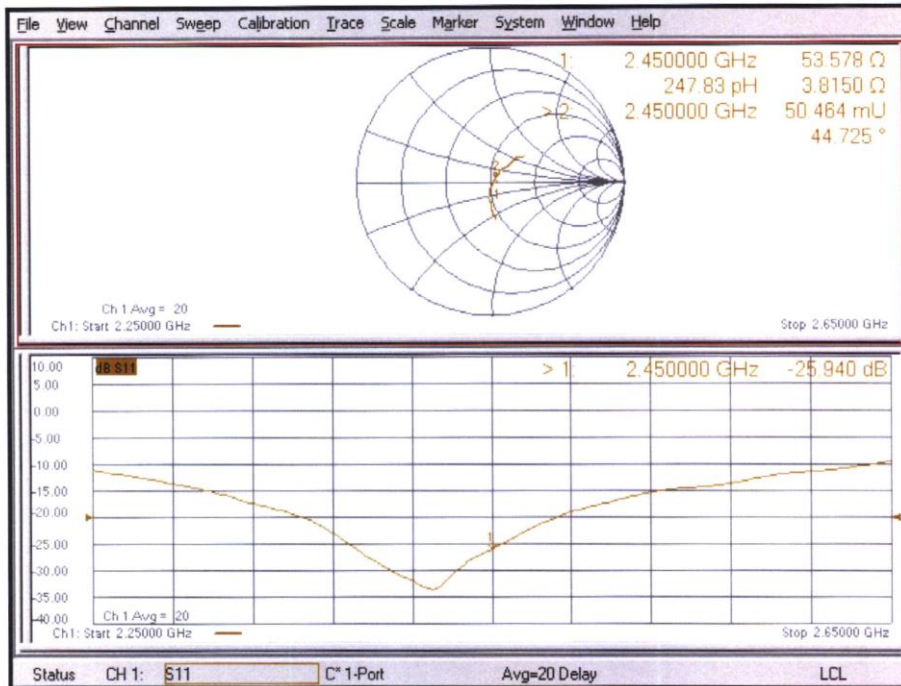 File View Channel Sweep Calibration Trace Scale Marker System Window Help
1: 2.450000 GHz 53.578 Ω
247.83 pH 3.8150 Ω
> 2: 2.450000 GHz 50.464 mU
44.725 °
2
1
Ch 1 Avg = 20
Ch1: Start 2.25000 GHz
Stop 2.65000 GHz
10.00 dB S11 > 1: 2.450000 GHz -25.940 dB
5.00
0.00
-5.00
-10.00
-15.00
-20.00
-25.00 1
-30.00
-35.00
-40.00 Ch 1 Avg = 20
Ch1: Start 2.25000 GHz
Stop 2.65000 GHz
Status CH 1: S11 C* 1-Port Avg=20 Delay LCL